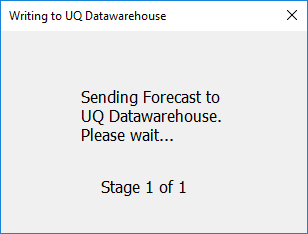 Writing to UQ Datawarehouse
Sending Forecast to
UQ Datawarehouse.
Please wait...
Stage 1 of 1